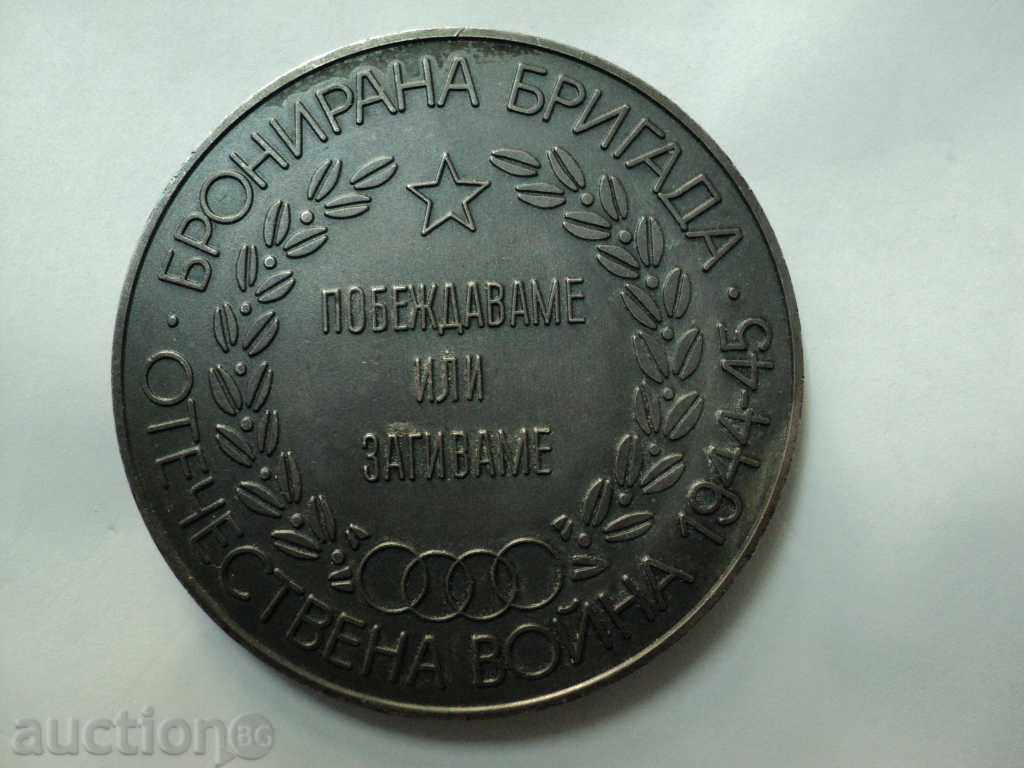 · БРОНИРАНА БРИГАДА ·
ПОБЕЖДАВАМЕ
ИЛИ
ЗАГИВАМЕ
ОТЕЧЕСТВЕНА ВОЙНА 1944-45
auction BG